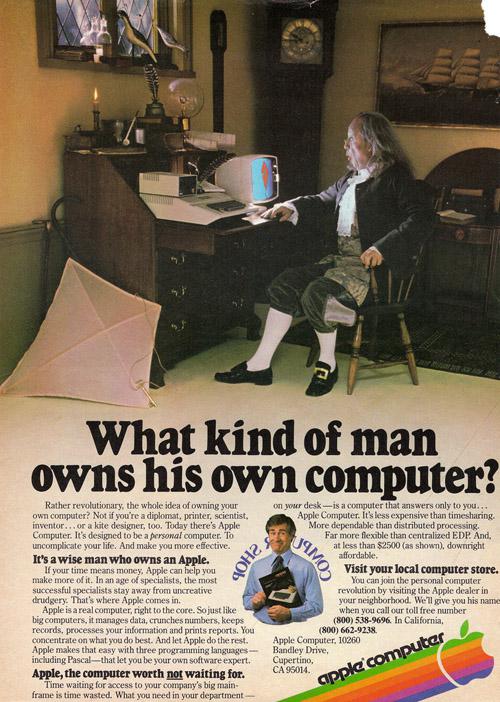 What kind of man
owns his own computer?
Rather revolutionary, the whole idea of owning your
own computer? Not if you're a diplomat, printer, scientist,
inventor... or a kite designer, too. Today there's Apple
Computer. It's designed to be a personal computer. To
uncomplicate your life. And make you more effective.
It's a wise man who owns an Apple.
If your time means money, Apple can help you
make more of it. In an age of specialists, the most
successful specialists stay away from uncreative
drudgery. That's where Apple comes in.
Apple is a real computer, right to the core. So just like
big computers, it manages data, crunches numbers, keeps
records, processes your information and prints reports. You
concentrate on what you do best. And let Apple do the rest.
Apple makes that easy with three programming languages—
including Pascal—that let you be your own software expert.
Apple, the computer worth not waiting for.
Time waiting for access to your company's big main-
frame is time wasted. What you need in your department—
on your desk—is a computer that answers only to you...
Apple Computer. It's less expensive than timesharing.
More dependable than distributed processing.
Far more flexible than centralized EDP. And,
at less than $2500 (as shown), downright
affordable.
Visit your local computer store.
You can join the personal computer
revolution by visiting the Apple dealer in
your neighborhood. We'll give you his name
when you call our toll free number
(800) 538-9696. In California,
(800) 662-9238.
COMPUTER SHOP
Apple Computer, 10260
Bandley Drive,
Cupertino,
CA 95014.
apple computer